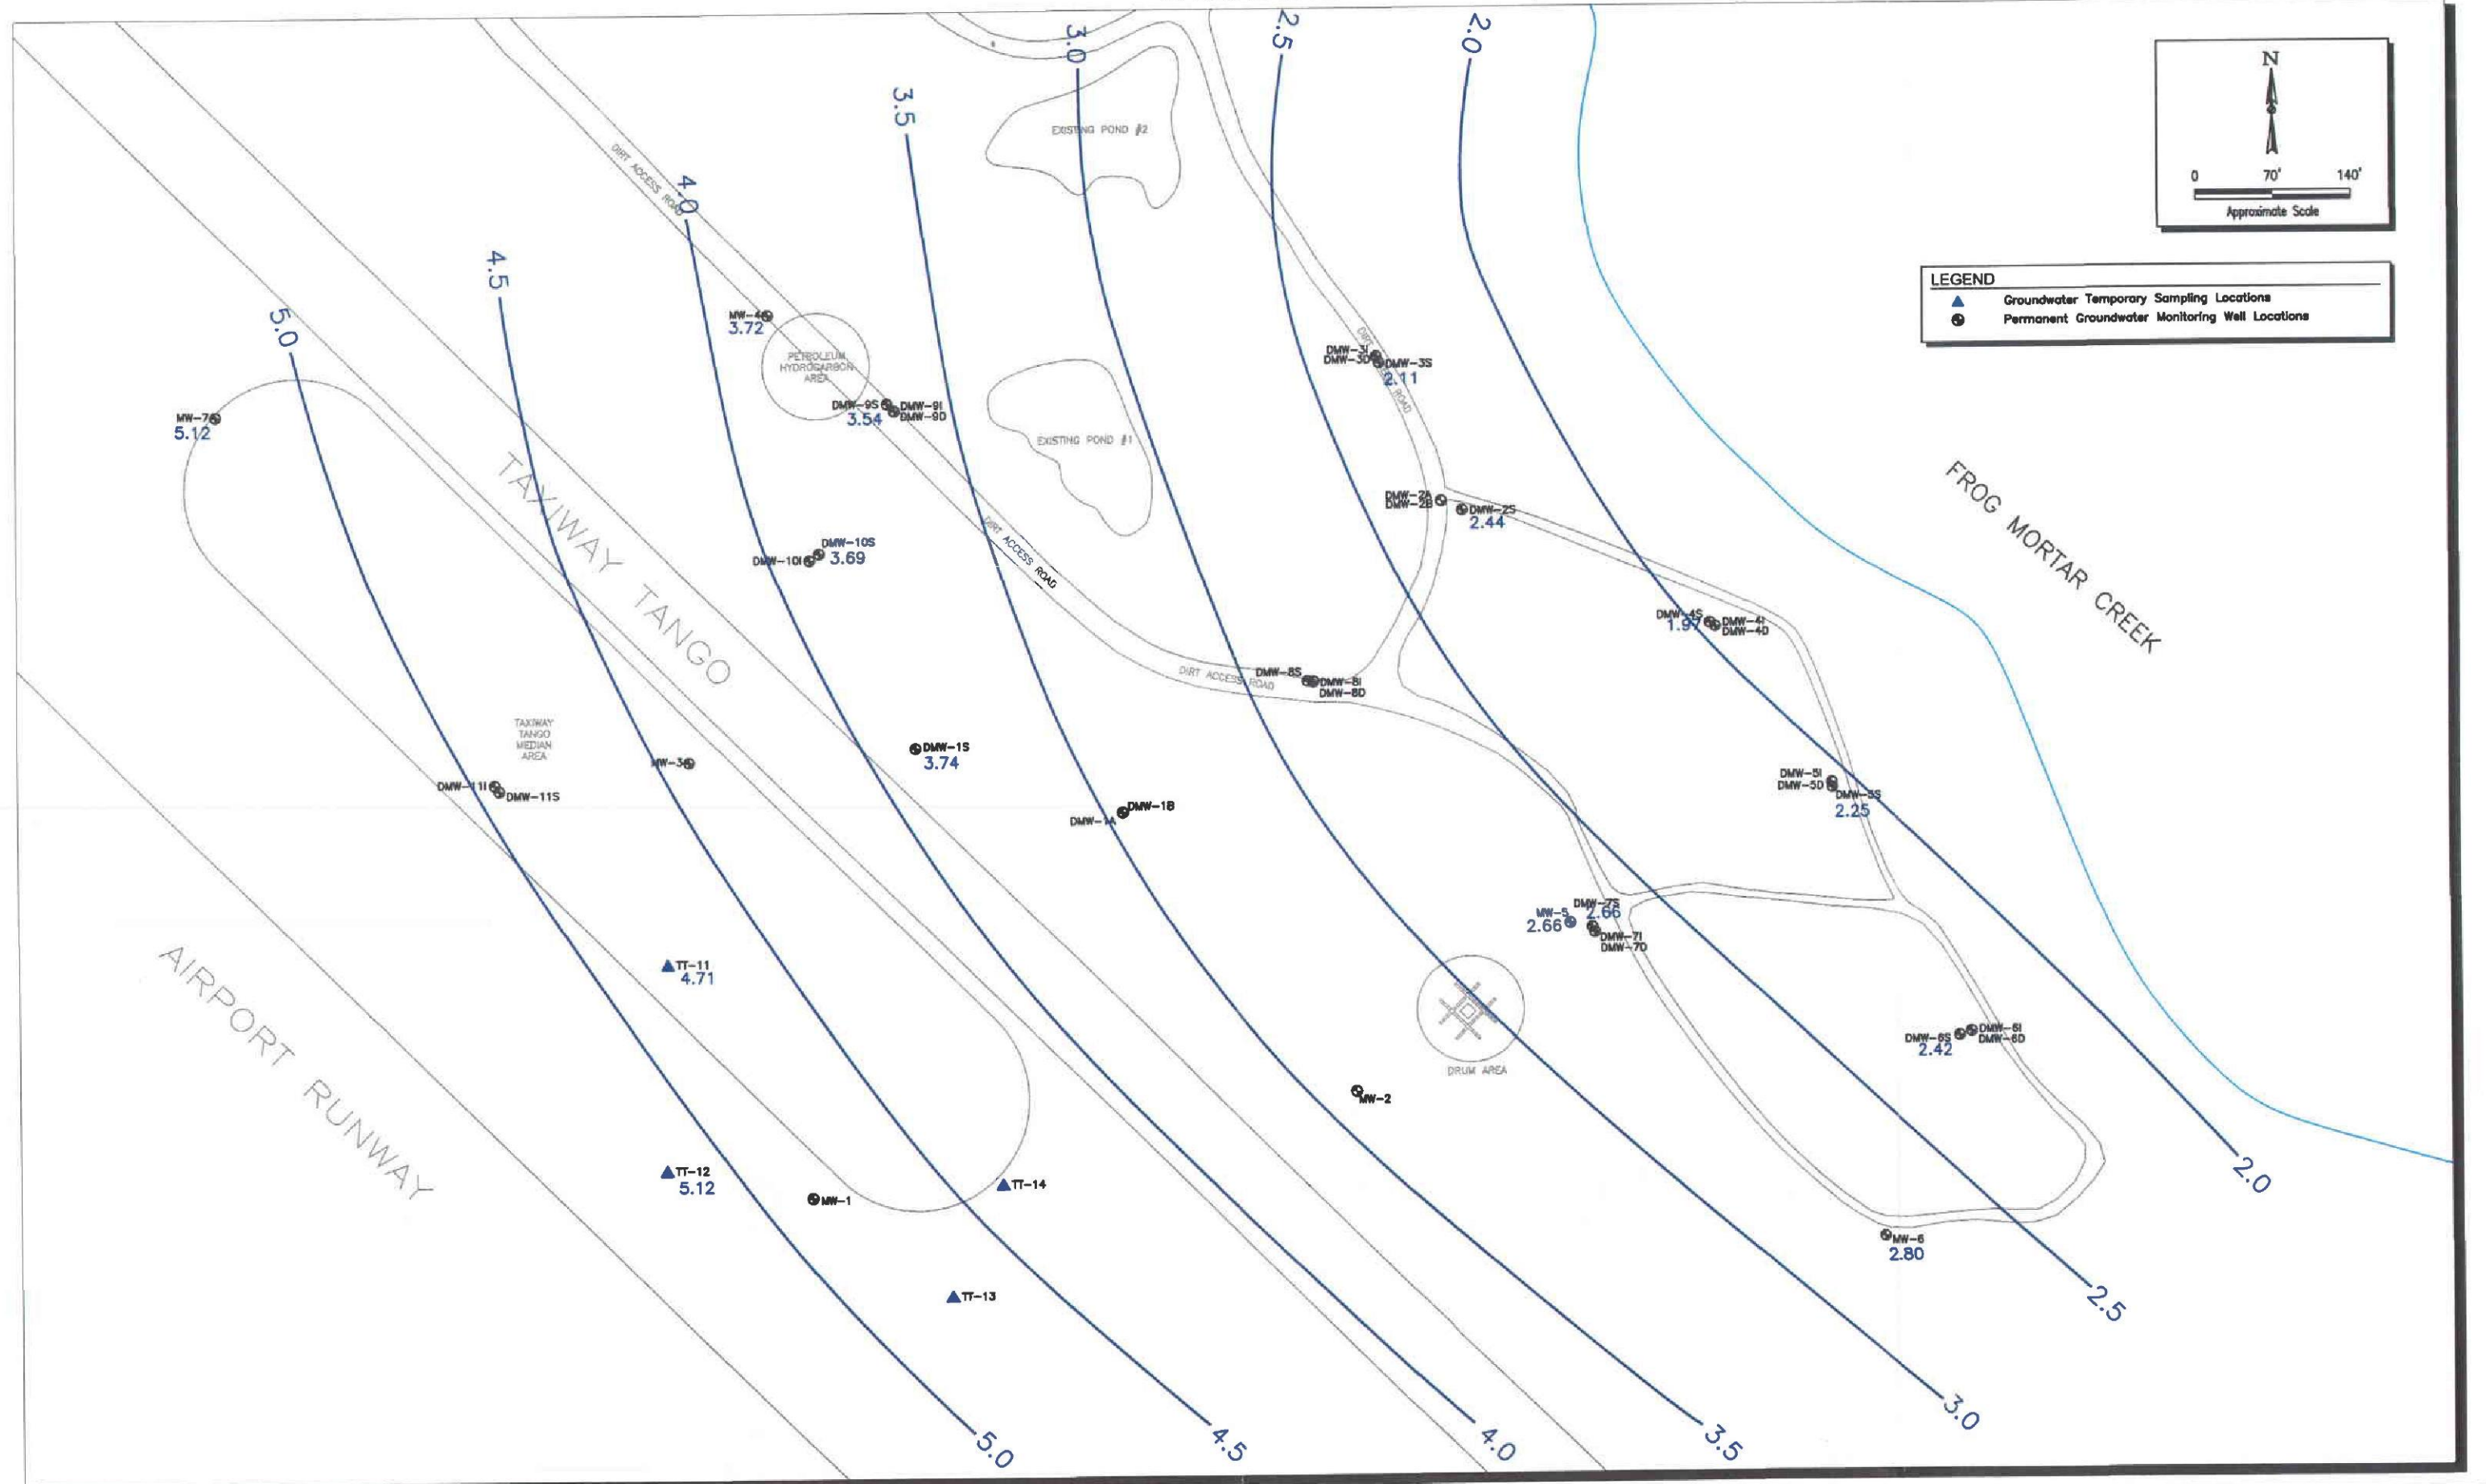 2.5
2.0
3.0
3.5
4.0
4.5
5.0
N
0 70' 140'
Approximate Scale
LEGEND
Groundwater Temporary Sampling Locations
Permanent Groundwater Monitoring Well Locations
EXISTING POND #2
DIRT ACCESS ROAD
MW-4
3.72
PETROLEUM
HYDROCARBON
AREA
DMW-9S
3.54
DMW-9I
DMW-9D
EXISTING POND #1
DMW-3I
DMW-3D
DMW-3S
2.11
DIRT ACCESS ROAD
MW-7
5.12
TAXIWAY TANGO
DMW-2A
DMW-2B
DMW-2S
2.44
FROG MORTAR CREEK
DMW-10S
3.69
DMW-10I
DIRT ACCESS ROAD
DMW-4S
1.97
DMW-4I
DMW-4D
DIRT ACCESS ROAD
DMW-8S
DMW-8I
DMW-8D
TAXIWAY
TANGO
MEDIAN
AREA
MW-3
DMW-1S
3.74
DMW-11I
DMW-11S
DMW-1B
DMW-1A
DMW-5I
DMW-5D
DMW-5S
2.25
MW-5
2.66
DMW-7S
2.66
DMW-7I
DMW-7D
TT-11
4.71
AIRPORT RUNWAY
DRUM AREA
MW-2
DMW-6S
2.42
DMW-6I
DMW-6D
TT-12
5.12
MW-1
TT-14
MW-6
2.80
TT-13
2.0
2.5
3.0
3.5
4.0
4.5
5.0